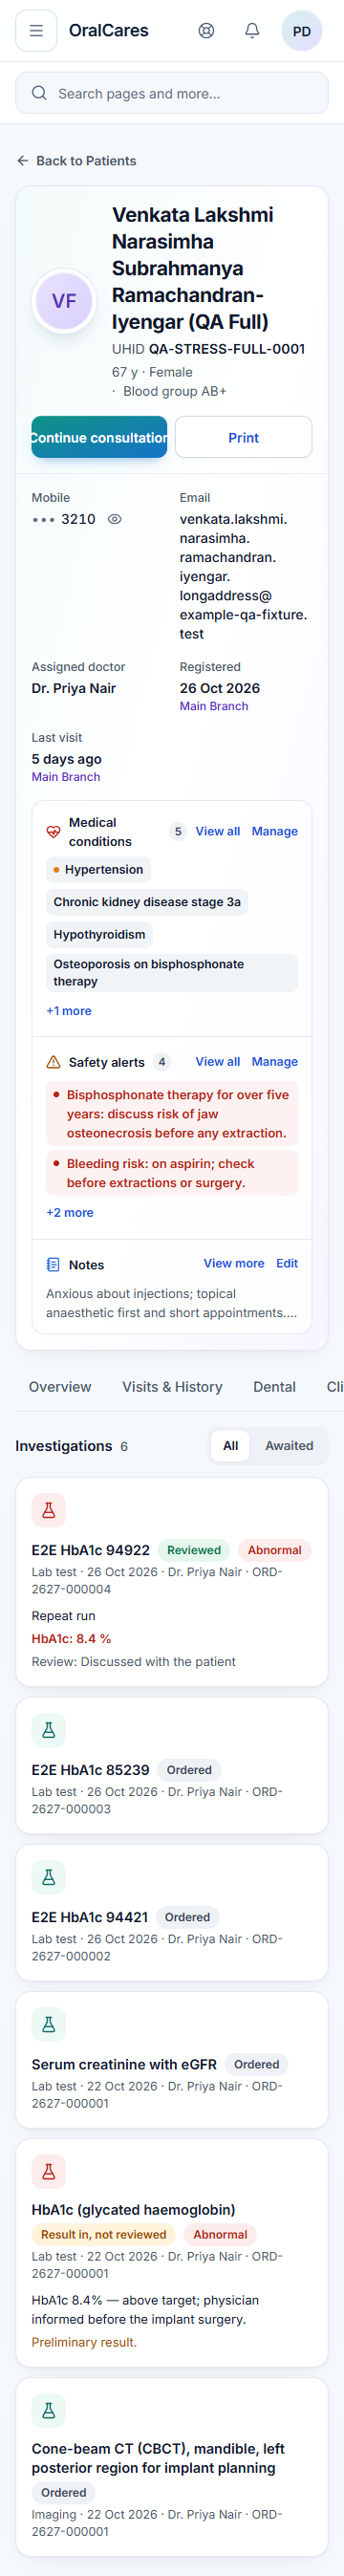 OralCares
PD
Search pages and more...
Back to Patients
VF
Venkata Lakshmi
Narasimha
Subrahmanya
Ramachandran-
Iyengar (QA Full)
UHID QA-STRESS-FULL-0001
67 y · Female
· Blood group AB+
Continue consultation
Print
Mobile
••• 3210
Email
venkata.lakshmi.
narasimha.
ramachandran.
iyengar.
longaddress@
example-qa-fixture.
test
Assigned doctor
Dr. Priya Nair
Registered
26 Oct 2026
Main Branch
Last visit
5 days ago
Main Branch
Medical
conditions
5 View all Manage
Hypertension
Chronic kidney disease stage 3a
Hypothyroidism
Osteoporosis on bisphosphonate
therapy
+1 more
Safety alerts 4 View all Manage
Bisphosphonate therapy for over five
years: discuss risk of jaw
osteonecrosis before any extraction.
Bleeding risk: on aspirin; check
before extractions or surgery.
+2 more
Notes View more Edit
Anxious about injections; topical
anaesthetic first and short appointments....
Overview Visits & History Dental Cli
Investigations 6 All Awaited
E2E HbA1c 94922 Reviewed Abnormal
Lab test · 26 Oct 2026 · Dr. Priya Nair · ORD-
2627-000004
Repeat run
HbA1c: 8.4 %
Review: Discussed with the patient
E2E HbA1c 85239 Ordered
Lab test · 26 Oct 2026 · Dr. Priya Nair · ORD-
2627-000003
E2E HbA1c 94421 Ordered
Lab test · 26 Oct 2026 · Dr. Priya Nair · ORD-
2627-000002
Serum creatinine with eGFR Ordered
Lab test · 22 Oct 2026 · Dr. Priya Nair · ORD-
2627-000001
HbA1c (glycated haemoglobin)
Result in, not reviewed Abnormal
Lab test · 22 Oct 2026 · Dr. Priya Nair · ORD-
2627-000001
HbA1c 8.4% — above target; physician
informed before the implant surgery.
Preliminary result.
Cone-beam CT (CBCT), mandible, left
posterior region for implant planning
Ordered
Imaging · 22 Oct 2026 · Dr. Priya Nair · ORD-
2627-000001